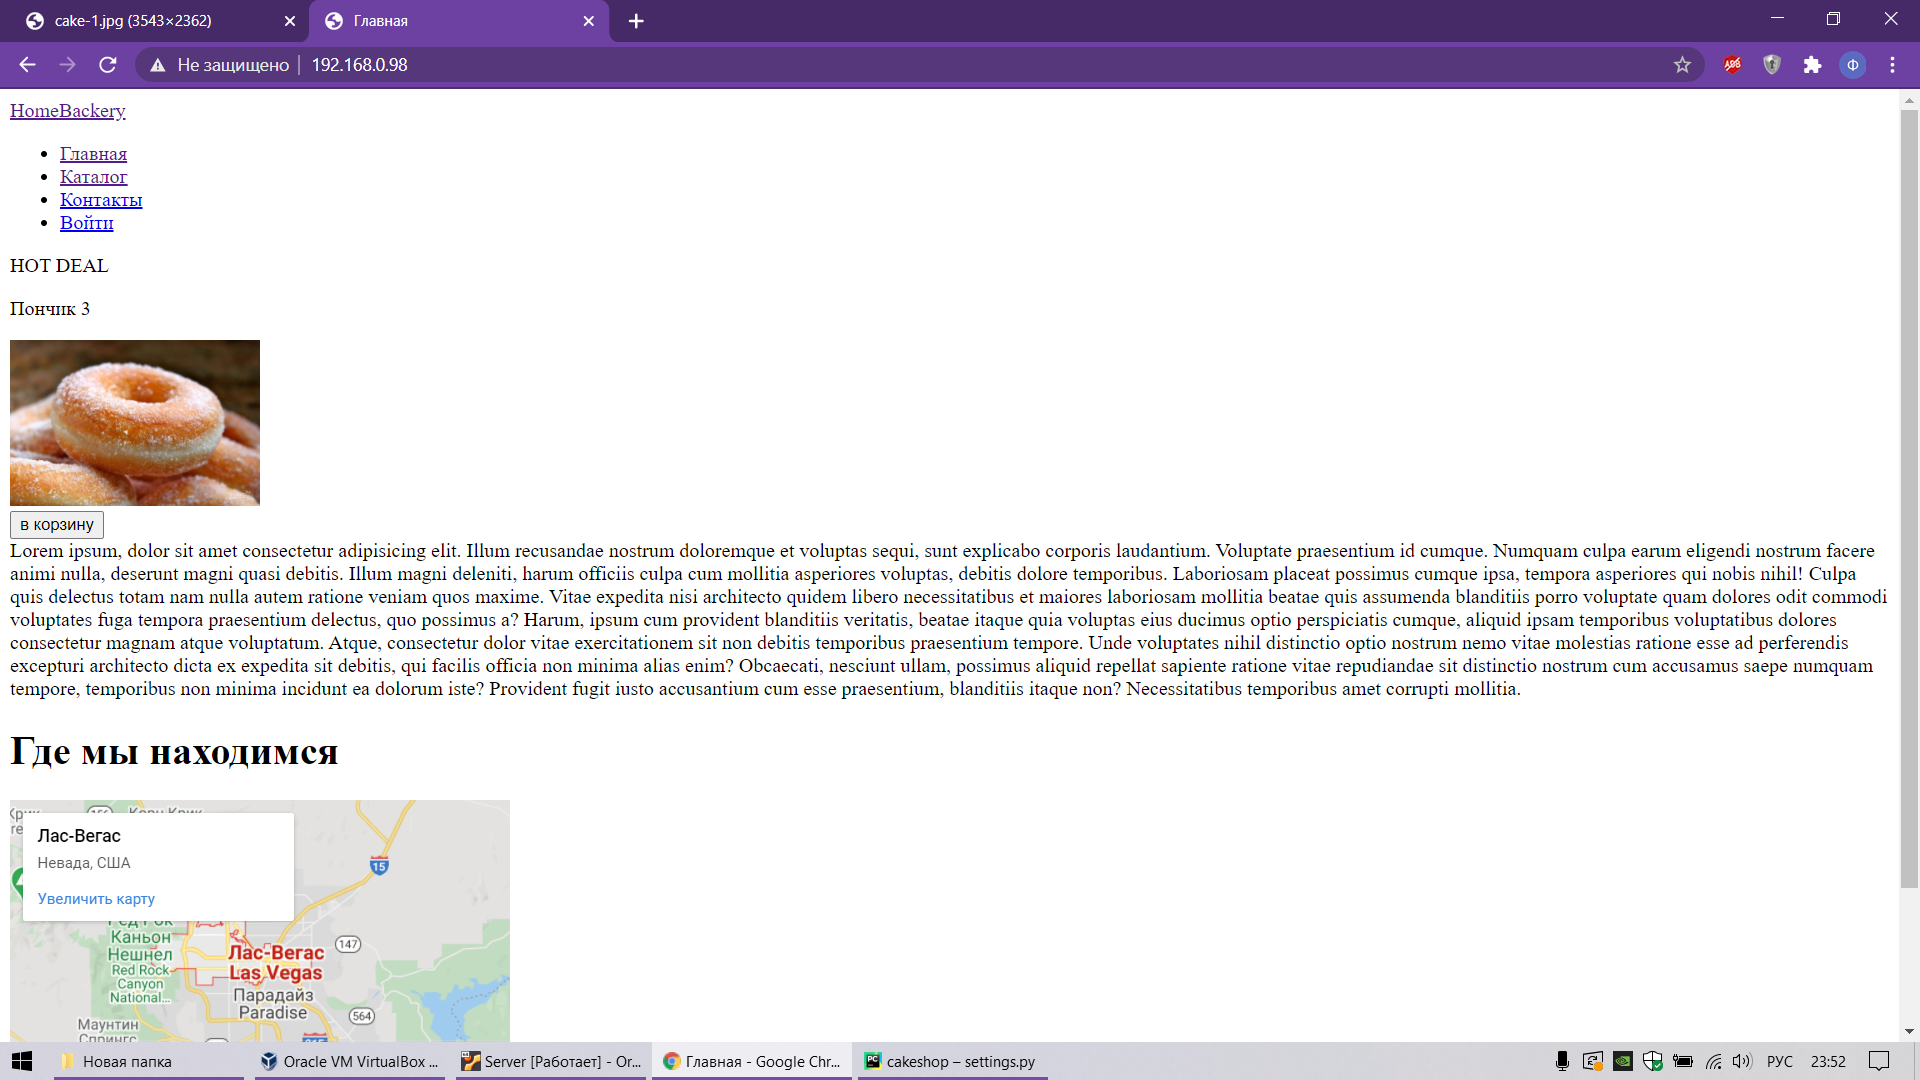 cake-1.jpg (3543×2362)
Главная
Не защищено
192.168.0.98
ABP
Ф
HomeBackery
Главная
Каталог
Контакты
Войти
HOT DEAL
Пончик 3
в корзину
Lorem ipsum, dolor sit amet consectetur adipisicing elit. Illum recusandae nostrum doloremque et voluptas sequi, sunt explicabo corporis laudantium. Voluptate praesentium id cumque. Numquam culpa earum eligendi nostrum facere
animi nulla, deserunt magni quasi debitis. Illum magni deleniti, harum officiis culpa cum mollitia asperiores voluptas, debitis dolore temporibus. Laboriosam placeat possimus cumque ipsa, tempora asperiores qui nobis nihil! Culpa
quis delectus totam nam nulla autem ratione veniam quos maxime. Vitae expedita nisi architecto quidem libero necessitatibus et maiores laboriosam mollitia beatae quis assumenda blanditiis porro voluptate quam dolores odit commodi
voluptates fuga tempora praesentium delectus, quo possimus a? Harum, ipsum cum provident blanditiis veritatis, beatae itaque quia voluptas eius ducimus optio perspiciatis cumque, aliquid ipsam temporibus voluptatibus dolores
consectetur magnam atque voluptatum. Atque, consectetur dolor vitae exercitationem sit non debitis temporibus praesentium tempore. Unde voluptates nihil distinctio optio nostrum nemo vitae molestias ratione esse ad perferendis
excepturi architecto dicta ex expedita sit debitis, qui facilis officia non minima alias enim? Obcaecati, nesciunt ullam, possimus aliquid repellat sapiente ratione vitae repudiandae sit distinctio nostrum cum accusamus saepe numquam
tempore, temporibus non minima incidunt ea dolorum iste? Provident fugit iusto accusantium cum esse praesentium, blanditiis itaque non? Necessitatibus temporibus amet corrupti mollitia.
Где мы находимся
Лас-Вегас
Невада, США
Увеличить карту
15
Ред-Рок
Каньон
Нешнел
Red Rock
Canyon
National...
Лас-Вегас
Las Vegas
147
Парадайз
Paradise
564
Маунтин
Спрингс
Новая папка
Oracle VM VirtualBox ...
Server [Работает] - Or...
Главная - Google Chr...
cakeshop – settings.py
РУС
23:52